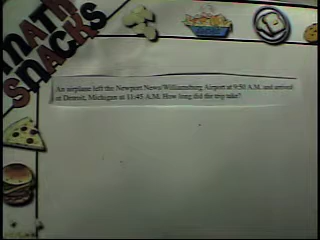 MATH
SNACKS
An airplane left the Newport News/Williamsburg Airport at 9:50 A.M. and arrived
at Detroit, Michigan at 11:45 A.M. How long did the trip take?